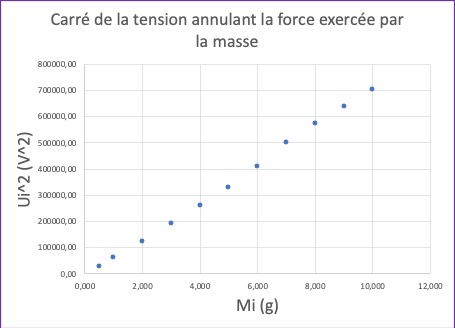 Carré de la tension annulant la force exercée par
la masse
800000,00
700000,00
600000,00
500000,00
400000,00
300000,00
200000,00
100000,00
0,00
Ui^2 (V^2)
0,000 2,000 4,000 6,000 8,000 10,000 12,000
Mi (g)